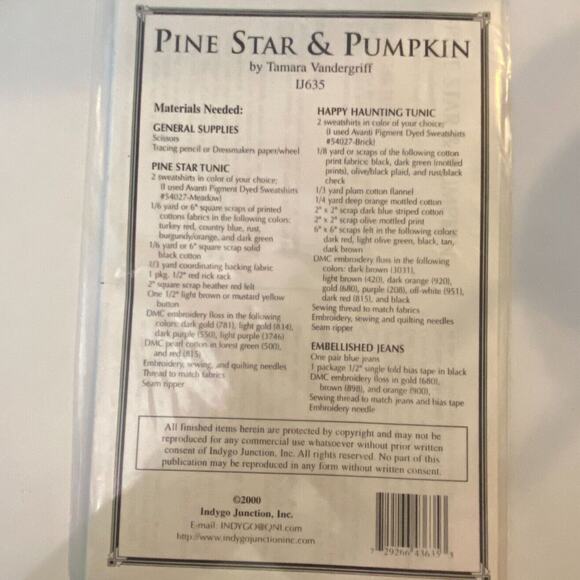 PINE STAR & PUMPKIN
by Tamara Vandergriff
IJ635
Materials Needed:
GENERAL SUPPLIES
Scissors
Tracing pencil or Dressmakers paper/wheel
PINE STAR TUNIC
2 sweatshirts in color of your choice;
(I used Avanti Pigment Dyed Sweatshirts
#54027-Meadow)
1/6 yard or 6" square scraps of printed
cottons fabrics in the following colors:
turkey red, country blue, rust,
burgundy/orange, and dark green
1/6 yard or 6" square scrap solid
black cotton
1/3 yard coordinating backing fabric
1 pkg. 1/2" red rick rack
2" square scrap heather red felt
One 1/2" light brown or mustard yellow
button
DMC embroidery floss in the following
colors: dark gold (781), light gold (834),
dark purple (550), light purple (3746)
DMC pearl cotton in forest green (500),
and red (815)
Embroidery, sewing, and quilting needles
Thread to match fabrics
Seam ripper
HAPPY HAUNTING TUNIC
2 sweatshirts in color of your choice;
(I used Avanti Pigment Dyed Sweatshirts
#54027-Brick)
1/8 yard or scraps of the following cotton
print fabrics: black, dark green (mottled
prints), olive/black plaid, and rust/black
check
1/3 yard plum cotton flannel
1/4 yard deep orange mottled cotton
2" x 2" scrap dark blue striped cotton
2" x 2" scrap olive mottled print
6" x 6" scraps felt in the following colors:
dark red, light olive green, black, tan,
dark brown
DMC embroidery floss in the following
colors: dark brown (3031),
light brown (420), dark orange (920),
gold (680), purple (208), off-white (951),
dark red (815), and black
Sewing thread to match fabrics
Embroidery, sewing and quilting needles
Seam ripper
EMBELLISHED JEANS
One pair blue jeans
1 package 1/2" single fold bias tape in black
DMC embroidery floss in gold (680),
brown (898), and orange (900),
Sewing thread to match jeans and bias tape
Embroidery needle
All finished items herein are protected by copyright and may not be
reproduced for any commercial use whatsoever without prior written
consent of Indygo Junction, Inc. All rights reserved. No part of this
publication may be reproduced in any form without written consent.
©2000
Indygo Junction, Inc.
E-mail: INDYGO@QNI.com
http://www.indygojunctioninc.com
7 29266 43635 3